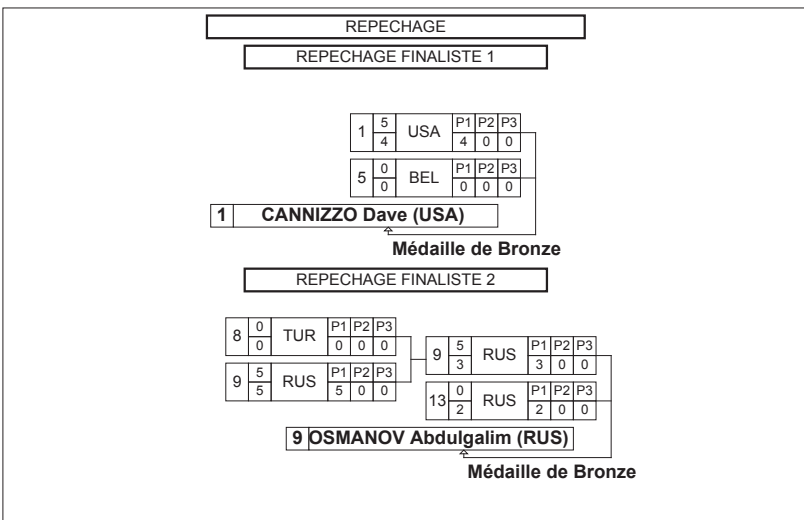 REPECHAGE
REPECHAGE FINALISTE 1
1 5 USA P1 P2 P3
4 4 0 0
5 0 BEL P1 P2 P3
0 0 0 0
1 CANNIZZO Dave (USA)
Médaille de Bronze
REPECHAGE FINALISTE 2
8 0 TUR P1 P2 P3
0 0 0 0
9 5 RUS P1 P2 P3
5 5 0 0
9 5 RUS P1 P2 P3
3 3 0 0
13 0 RUS P1 P2 P3
2 2 0 0
9 OSMANOV Abdulgalim (RUS)
Médaille de Bronze